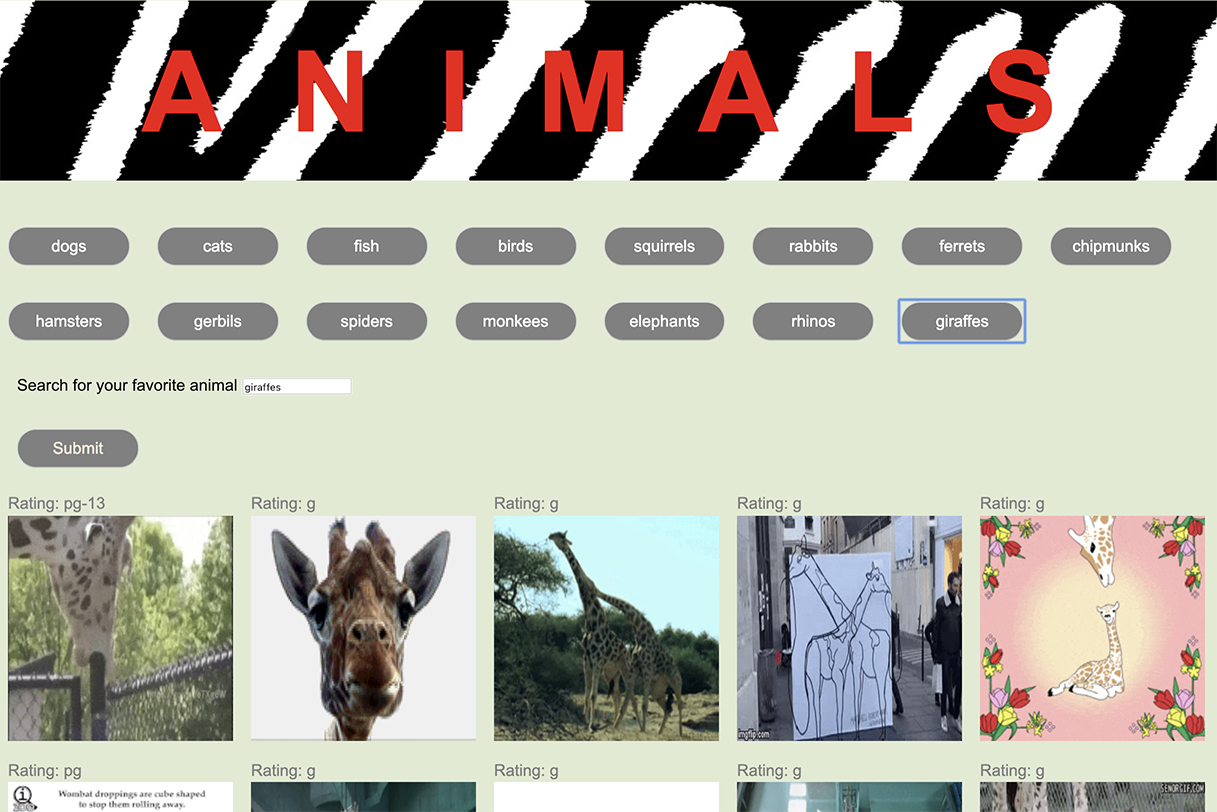 ANIMALS
dogs cats fish birds squirrels rabbits ferrets chipmunks
hamsters gerbils spiders monkees elephants rhinos giraffes
Search for your favorite animal giraffes
Submit
Rating: pg-13 Rating: g Rating: g Rating: g Rating: g
imgflip.com
Rating: pg Rating: g Rating: g Rating: g Rating: g
Wombat droppings are cube shaped
to stop them rolling away.
SENORGIF.COM